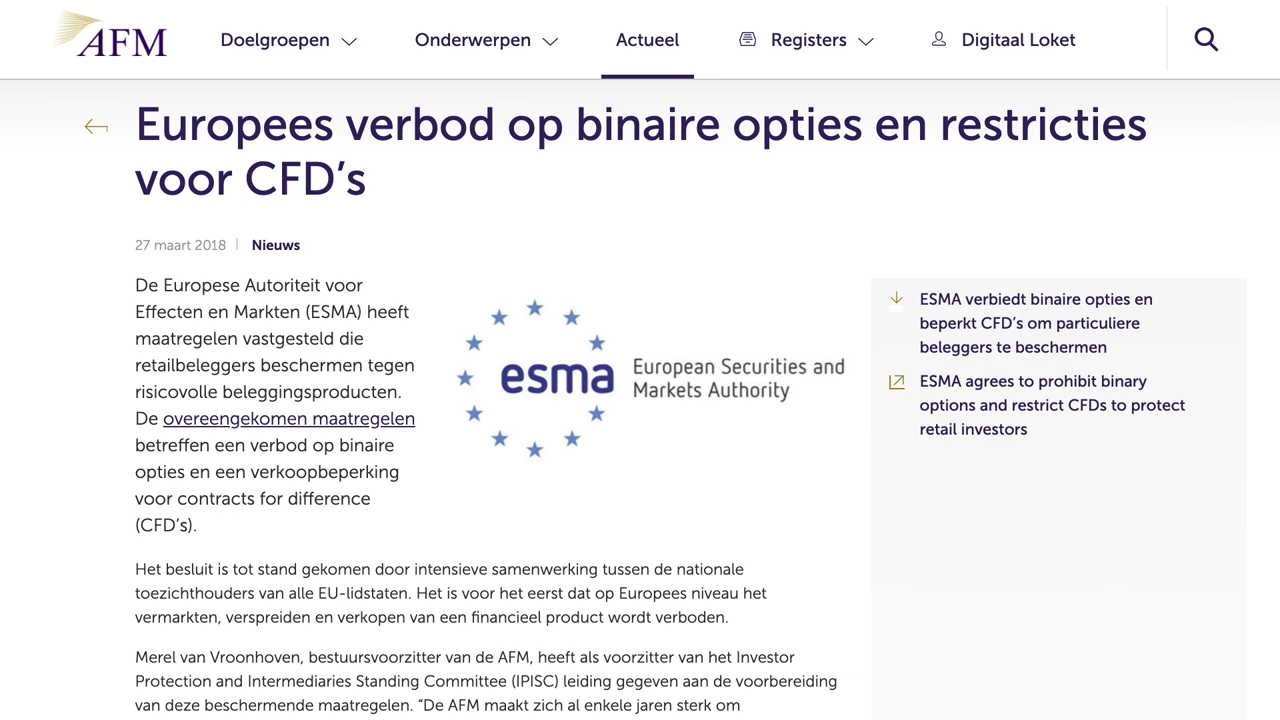 AFM
Doelgroepen
Onderwerpen
Actueel
Registers
Digitaal Loket
Europees verbod op binaire opties en restricties
voor CFD’s
27 maart 2018
Nieuws
De Europese Autoriteit voor
Effecten en Markten (ESMA) heeft
maatregelen vastgesteld die
retailbeleggers beschermen tegen
risicovolle beleggingsproducten.
De overeengekomen maatregelen
betreffen een verbod op binaire
opties en een verkoopbeperking
voor contracts for difference
(CFD’s).
esma
European Securities and
Markets Authority
ESMA verbiedt binaire opties en
beperkt CFD’s om particuliere
beleggers te beschermen
ESMA agrees to prohibit binary
options and restrict CFDs to protect
retail investors
Het besluit is tot stand gekomen door intensieve samenwerking tussen de nationale
toezichthouders van alle EU-lidstaten. Het is voor het eerst dat op Europees niveau het
vermarkten, verspreiden en verkopen van een financieel product wordt verboden.
Merel van Vroonhoven, bestuursvoorzitter van de AFM, heeft als voorzitter van het Investor
Protection and Intermediaries Standing Committee (IPISC) leiding gegeven aan de voorbereiding
van deze beschermende maatregelen. “De AFM maakt zich al enkele jaren sterk om